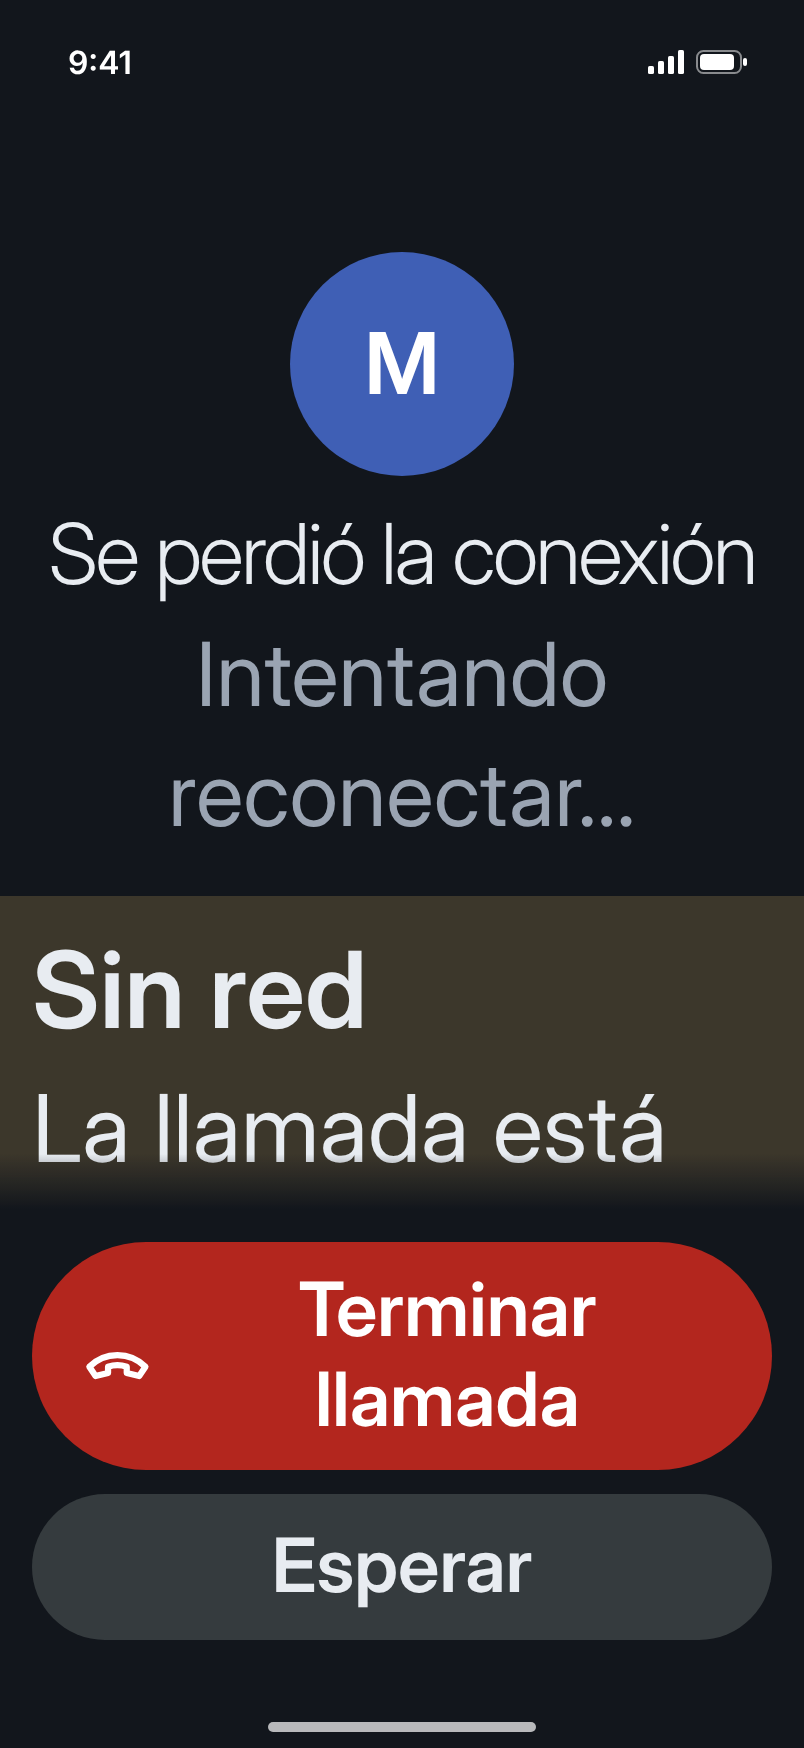 9:41
M
Se perdió la conexión
Intentando
reconectar...
Sin red
La llamada está
Terminar
llamada
Esperar